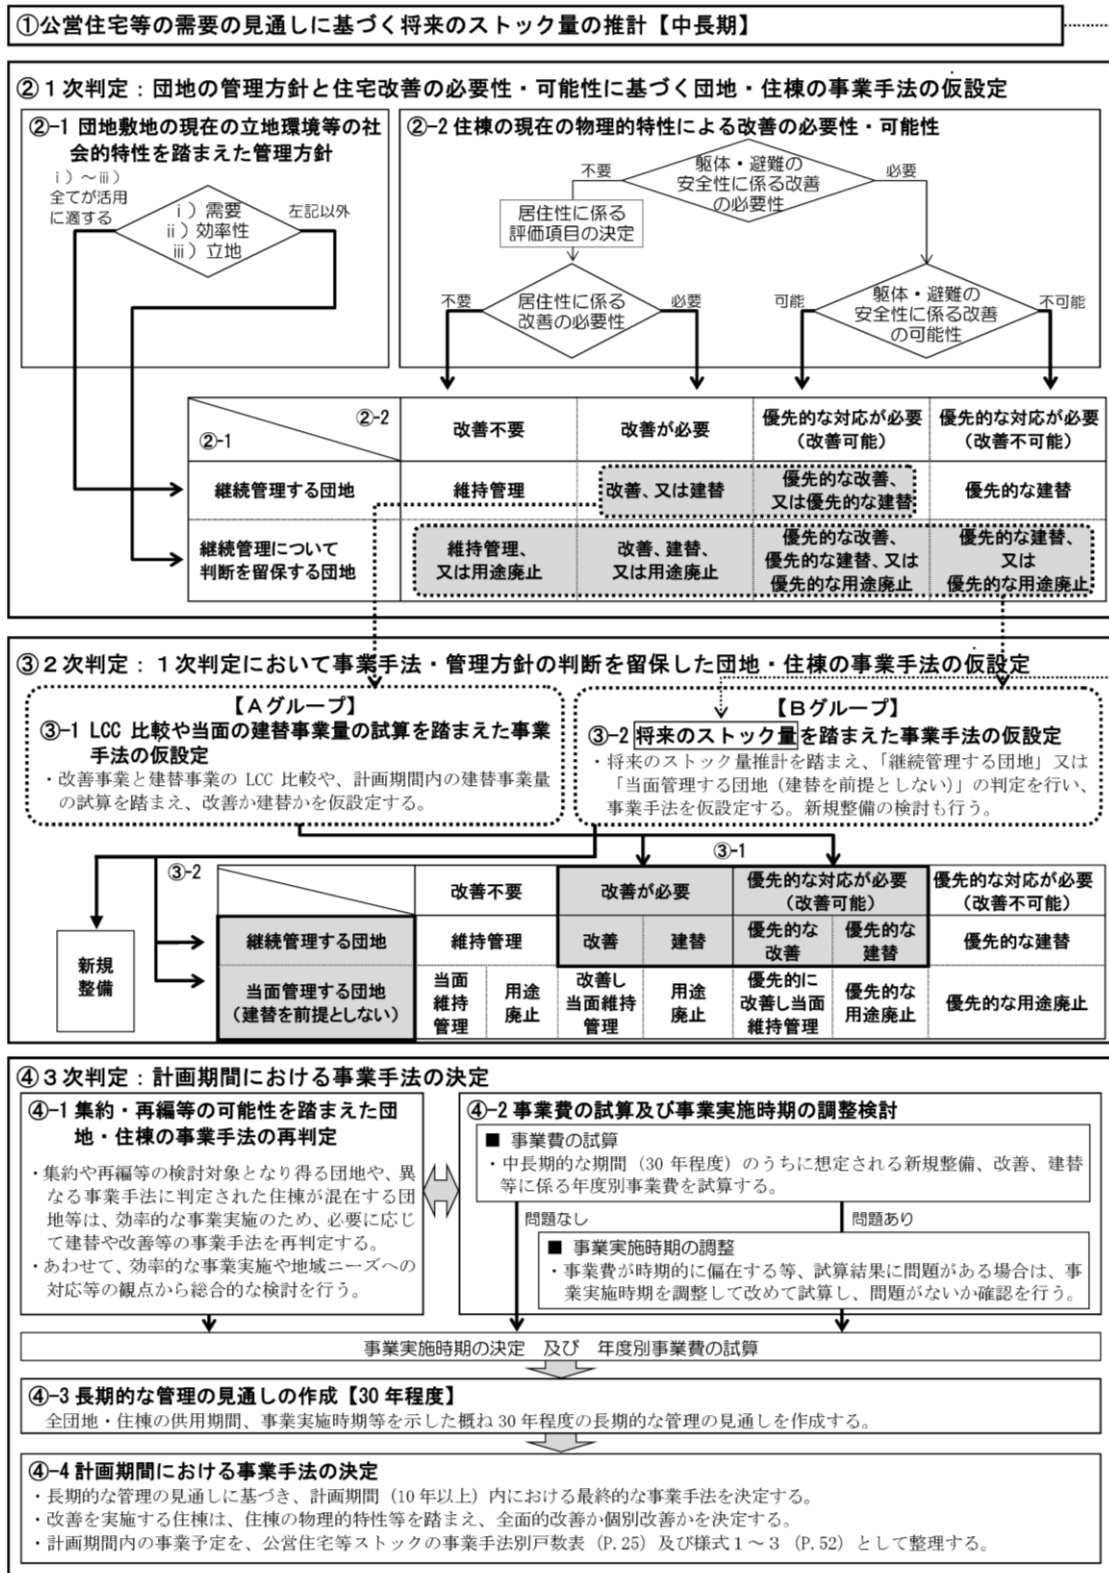 ①公営住宅等の需要の見通しに基づく将来のストック量の推計【中長期】
②1次判定：団地の管理方針と住宅改善の必要性・可能性に基づく団地・住棟の事業手法の仮設定
②-1 団地敷地の現在の立地環境等の社
会的特性を踏まえた管理方針
ⅰ）～ⅲ）
全てが活用
に適する
ⅰ）需要
ⅱ）効率性
ⅲ）立地
左記以外
②-2 住棟の現在の物理的特性による改善の必要性・可能性
不要
躯体・避難の
安全性に係る改善
の必要性
必要
居住性に係る
評価項目の決定
不要
居住性に係る
改善の必要性
必要
可能
躯体・避難の
安全性に係る改善
の可能性
不可能
②-2
②-1
改善不要
改善が必要
優先的な対応が必要
（改善可能）
優先的な対応が必要
（改善不可能）
継続管理する団地
維持管理
改善、又は建替
優先的な改善、
又は優先的な建替
優先的な建替
継続管理について
判断を留保する団地
維持管理、
又は用途廃止
改善、建替、
又は用途廃止
優先的な改善、
優先的な建替、又は
優先的な用途廃止
優先的な建替、
又は
優先的な用途廃止
③2次判定：1次判定において事業手法・管理方針の判断を留保した団地・住棟の事業手法の仮設定
【Aグループ】
③-1 LCC 比較や当面の建替事業量の試算を踏まえた事業
手法の仮設定
・改善事業と建替事業の LCC 比較や、計画期間内の建替事業量
の試算を踏まえ、改善か建替かを仮設定する。
【Bグループ】
③-2 将来のストック量を踏まえた事業手法の仮設定
・将来のストック量推計を踏まえ、「継続管理する団地」又は
「当面管理する団地（建替を前提としない）」の判定を行い、
事業手法を仮設定する。新規整備の検討も行う。
③-2
③-1
新規
整備
改善不要
改善が必要
優先的な対応が必要
（改善可能）
優先的な対応が必要
（改善不可能）
継続管理する団地
維持管理
改善
建替
優先的な
改善
優先的な
建替
優先的な建替
当面管理する団地
（建替を前提としない）
当面
維持
管理
用途
廃止
改善し
当面維持
管理
用途
廃止
優先的に
改善し当面
維持管理
優先的な
用途廃止
優先的な用途廃止
④3次判定：計画期間における事業手法の決定
④-1 集約・再編等の可能性を踏まえた団
地・住棟の事業手法の再判定
・集約や再編等の検討対象となり得る団地や、異
なる事業手法に判定された住棟が混在する団
地等は、効率的な事業実施のため、必要に応じ
て建替や改善等の事業手法を再判定する。
・あわせて、効率的な事業実施や地域ニーズへの
対応等の観点から総合的な検討を行う。
④-2 事業費の試算及び事業実施時期の調整検討
■ 事業費の試算
・中長期的な期間（30 年程度）のうちに想定される新規整備、改善、建替
等に係る年度別事業費を試算する。
問題なし
問題あり
■ 事業実施時期の調整
・事業費が時期的に偏在する等、試算結果に問題がある場合は、事
業実施時期を調整して改めて試算し、問題がないか確認を行う。
事業実施時期の決定　及び　年度別事業費の試算
④-3 長期的な管理の見通しの作成【30 年程度】
全団地・住棟の供用期間、事業実施時期等を示した概ね 30 年程度の長期的な管理の見通しを作成する。
④-4 計画期間における事業手法の決定
・長期的な管理の見通しに基づき、計画期間（10 年以上）内における最終的な事業手法を決定する。
・改善を実施する住棟は、住棟の物理的特性等を踏まえ、全面的改善か個別改善かを決定する。
・計画期間内の事業予定を、公営住宅等ストックの事業手法別戸数表（P.25）及び様式1～3（P.52）として整理する。